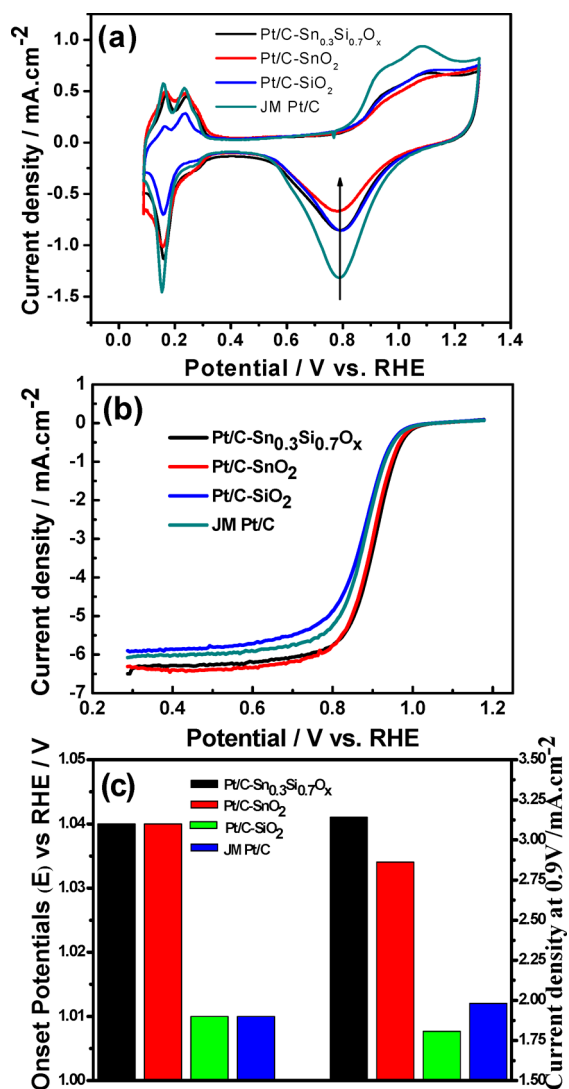 (a)
Pt/C-Sn0.3Si0.7Ox
Pt/C-SnO2
Pt/C-SiO2
JM Pt/C
Current density / mA.cm-2
1.0
0.5
0.0
-0.5
-1.0
-1.5
0.0 0.2 0.4 0.6 0.8 1.0 1.2 1.4
Potential / V vs. RHE
(b)
Pt/C-Sn0.3Si0.7Ox
Pt/C-SnO2
Pt/C-SiO2
JM Pt/C
Current density / mA.cm-2
1
0
-1
-2
-3
-4
-5
-6
-7
0.2 0.4 0.6 0.8 1.0 1.2
Potential / V vs. RHE
(c)
Pt/C-Sn0.3Si0.7Ox
Pt/C-SnO2
Pt/C-SiO2
JM Pt/C
Onset Potentials (E) vs RHE / V
1.05
1.04
1.03
1.02
1.01
1.00
3.50
3.00
2.75
2.50
2.25
2.00
1.75
1.50
Current density at 0.9V /mA.cm-2